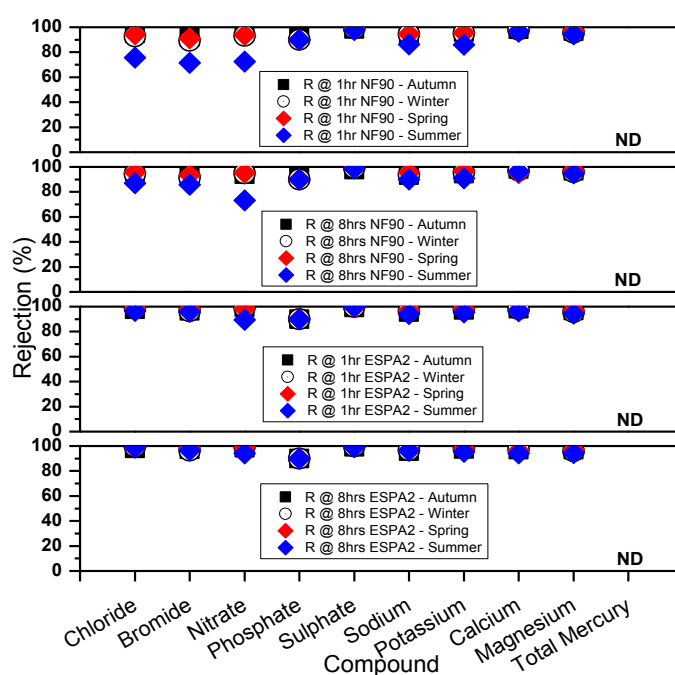 100
80
60
40
20
0
R @ 1hr NF90 - Autumn
R @ 1hr NF90 - Winter
R @ 1hr NF90 - Spring
R @ 1hr NF90 - Summer
ND
100
80
60
40
20
0
R @ 8hrs NF90 - Autumn
R @ 8hrs NF90 - Winter
R @ 8hrs NF90 - Spring
R @ 8hrs NF90 - Summer
ND
Rejection (%)
100
80
60
40
20
0
R @ 1hr ESPA2 - Autumn
R @ 1hr ESPA2 - Winter
R @ 1hr ESPA2 - Spring
R @ 1hr ESPA2 - Summer
ND
100
80
60
40
20
0
R @ 8hrs ESPA2 - Autumn
R @ 8hrs ESPA2 - Winter
R @ 8hrs ESPA2 - Spring
R @ 8hrs ESPA2 - Summer
ND
Chloride
Bromide
Nitrate
Phosphate
Sulphate
Sodium
Potassium
Calcium
Magnesium
Total Mercury
Compound